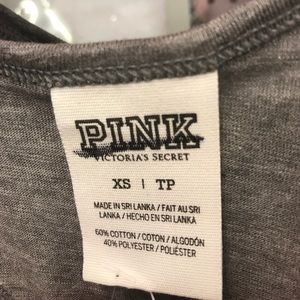 PINK
VICTORIA'S SECRET
XS | TP
MADE IN SRI LANKA / FAIT AU SRI
LANKA / HECHO EN SRI LANKA
60% COTTON / COTON / ALGODÓN
40% POLYESTER / POLIÉSTER